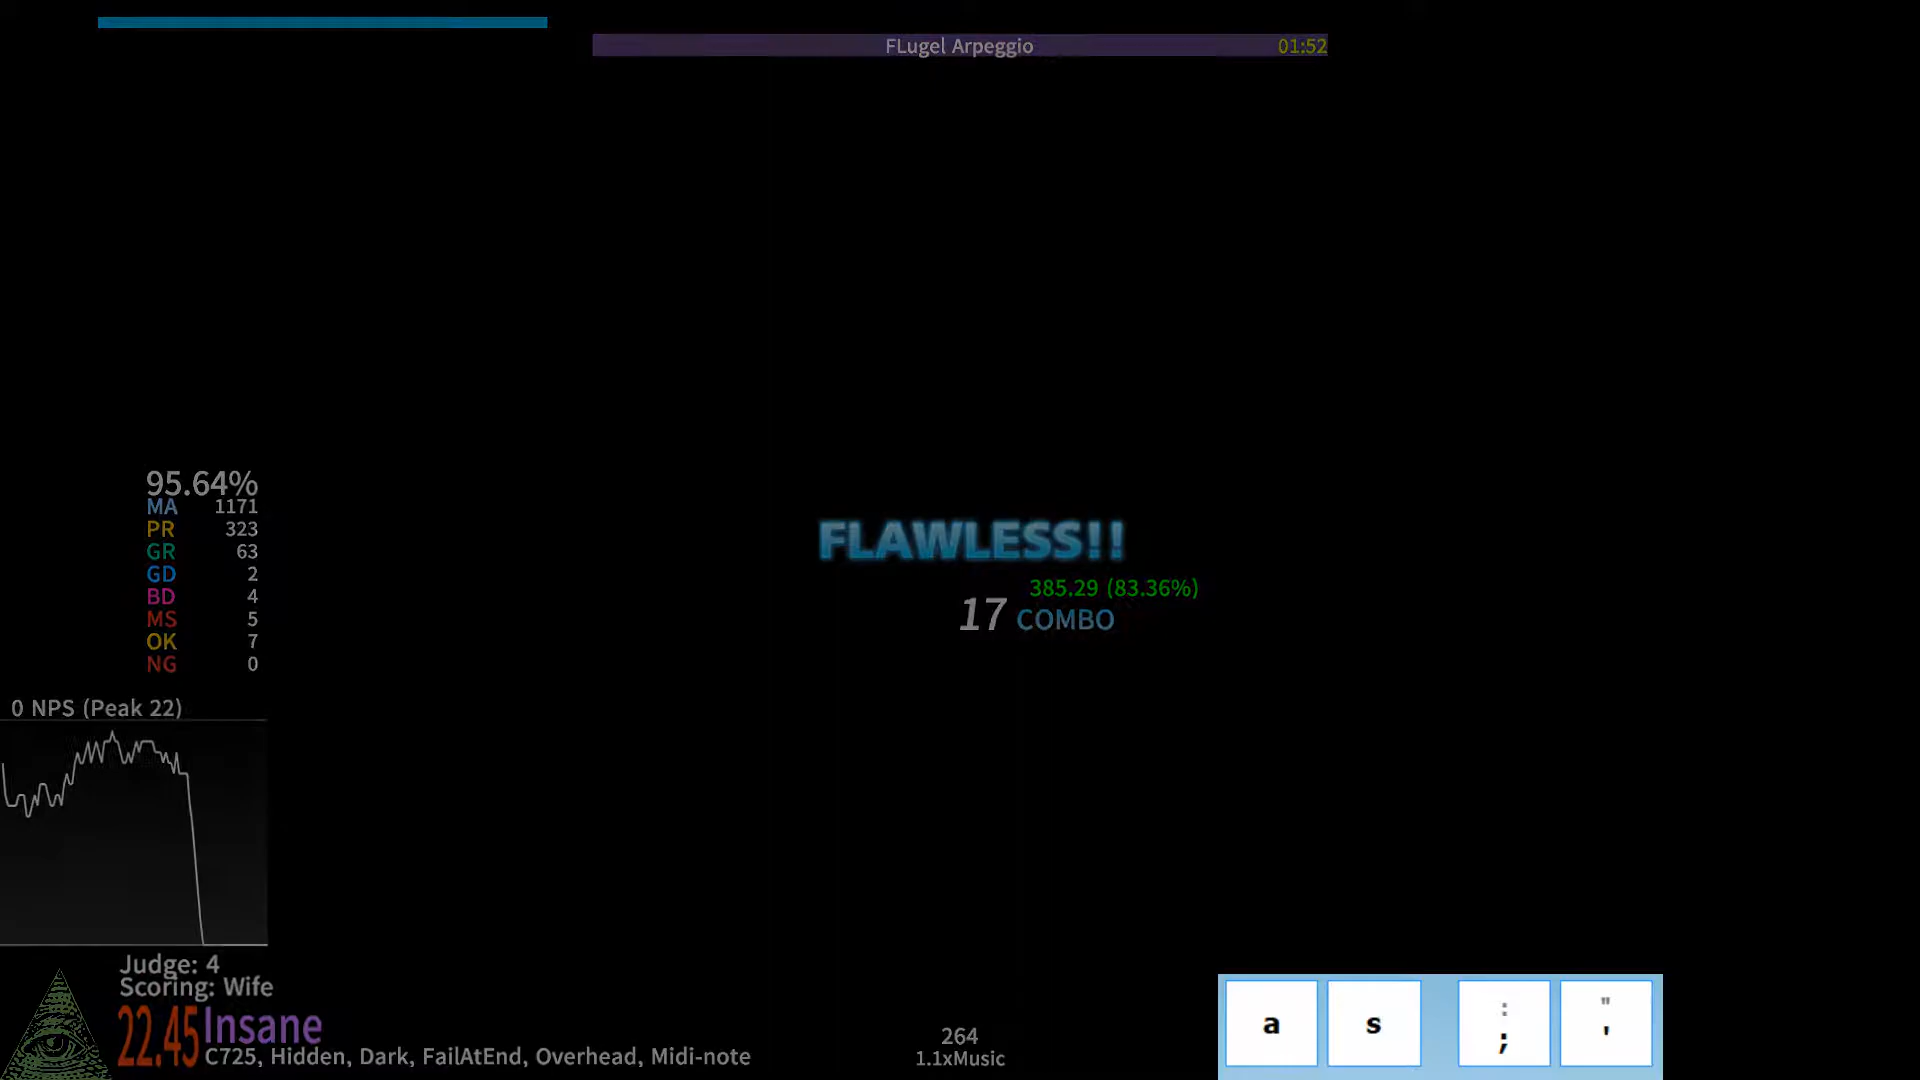 FLugel Arpeggio 01:52
95.64%
MA 1171
PR 323
GR 63
GD 2
BD 4
MS 5
OK 7
NG 0
FLAWLESS!!
385.29 (83.36%)
17 COMBO
0 NPS (Peak 22)
Judge: 4
Scoring: Wife
22.45 Insane
C725, Hidden, Dark, FailAtEnd, Overhead, Midi-note
264
1.1xMusic
a s : "
; '